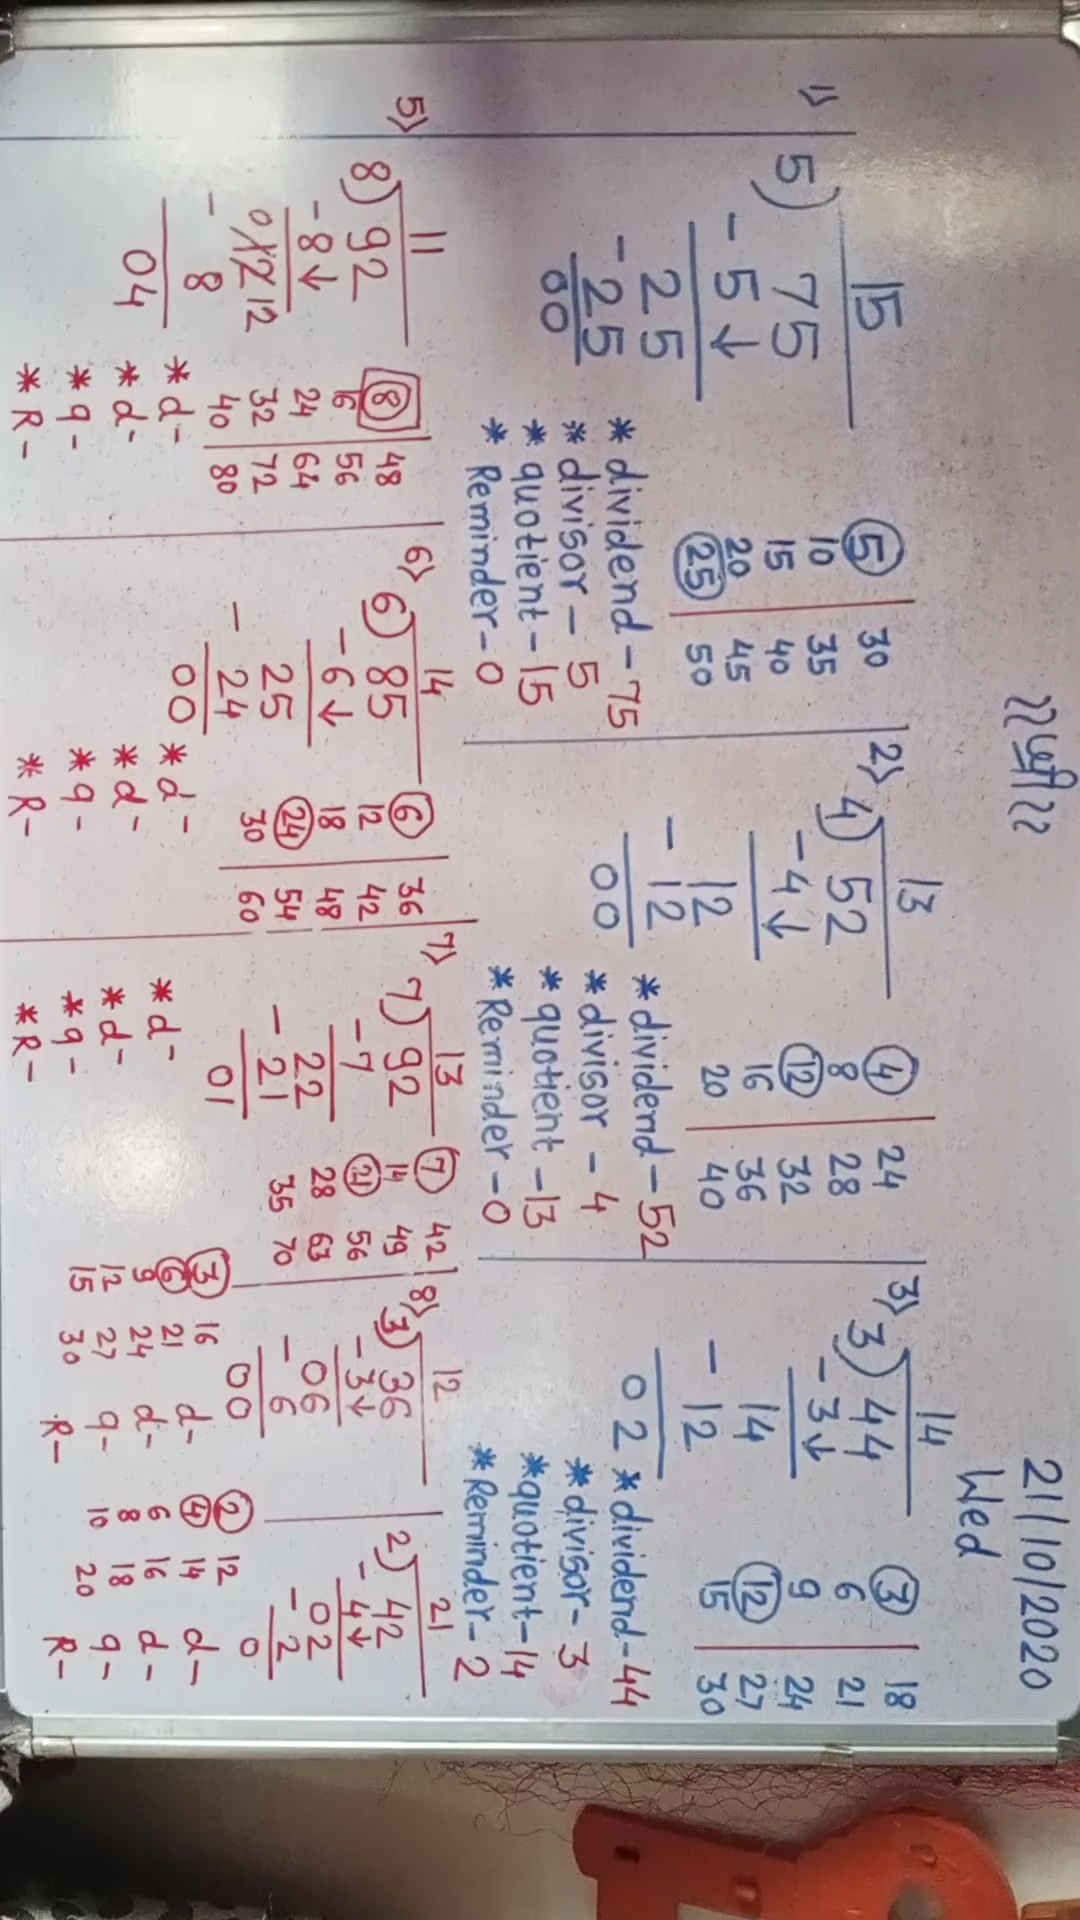 ।। श्री ।।
21/10/2020
Wed
1>
15
5) 75
- 5↓
25
- 25
00
5 30
10 35
15 40
20 45
25 50
* dividend - 75
* divisor - 5
* quotient - 15
* Reminder - 0
2>
13
4) 52
- 4↓
12
- 12
00
4 24
8 28
12 32
16 36
20 40
* dividend - 52
* divisor - 4
* quotient - 13
* Reminder - 0
3>
14
3) 44
- 3↓
14
- 12
02
3 18
6 21
9 24
12 27
15 30
* dividend - 44
* divisor - 3
* quotient - 14
* Reminder - 2
5>
11
8) 92
- 8↓
12
- 8
04
8 48
16 56
24 64
32 72
40 80
* d -
* d -
* q -
* R -
6>
14
6) 85
- 6↓
25
- 24
00
6 36
12 42
18 48
24 54
30 60
* d -
* d -
* q -
* R -
7>
13
7) 92
- 7
22
- 21
01
7 42
14 49
21 56
28 63
35 70
* d -
* d -
* q -
* R -
8>
12
3) 36
- 3↓
06
- 6
00
3 16
6 21
9 24
12 27
15 30
d -
d -
q -
R -
21
2) 42
- 4↓
02
- 2
0
2 12
4 14
6 16
8 18
10 20
d -
d -
q -
R -